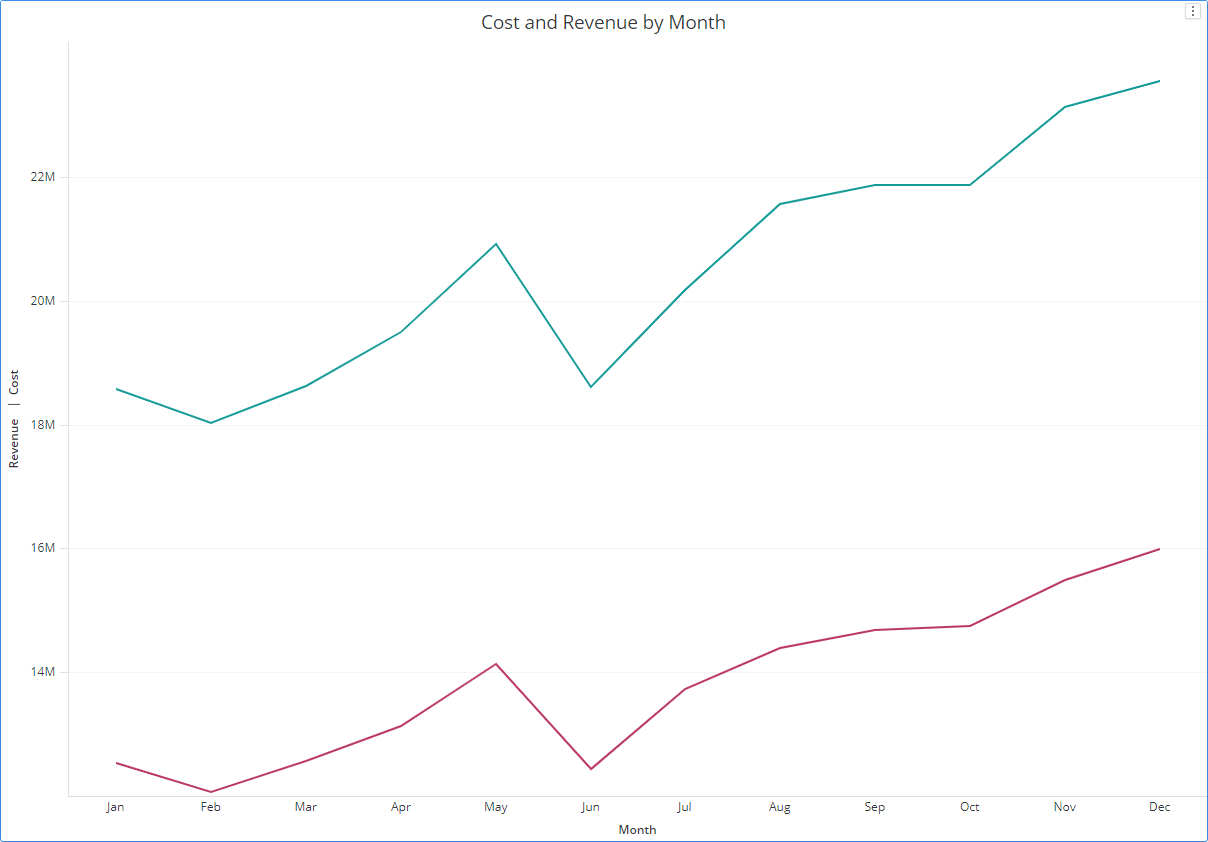 Cost and Revenue by Month
22M
20M
18M
16M
14M
Revenue | Cost
Jan Feb Mar Apr May Jun Jul Aug Sep Oct Nov Dec
Month